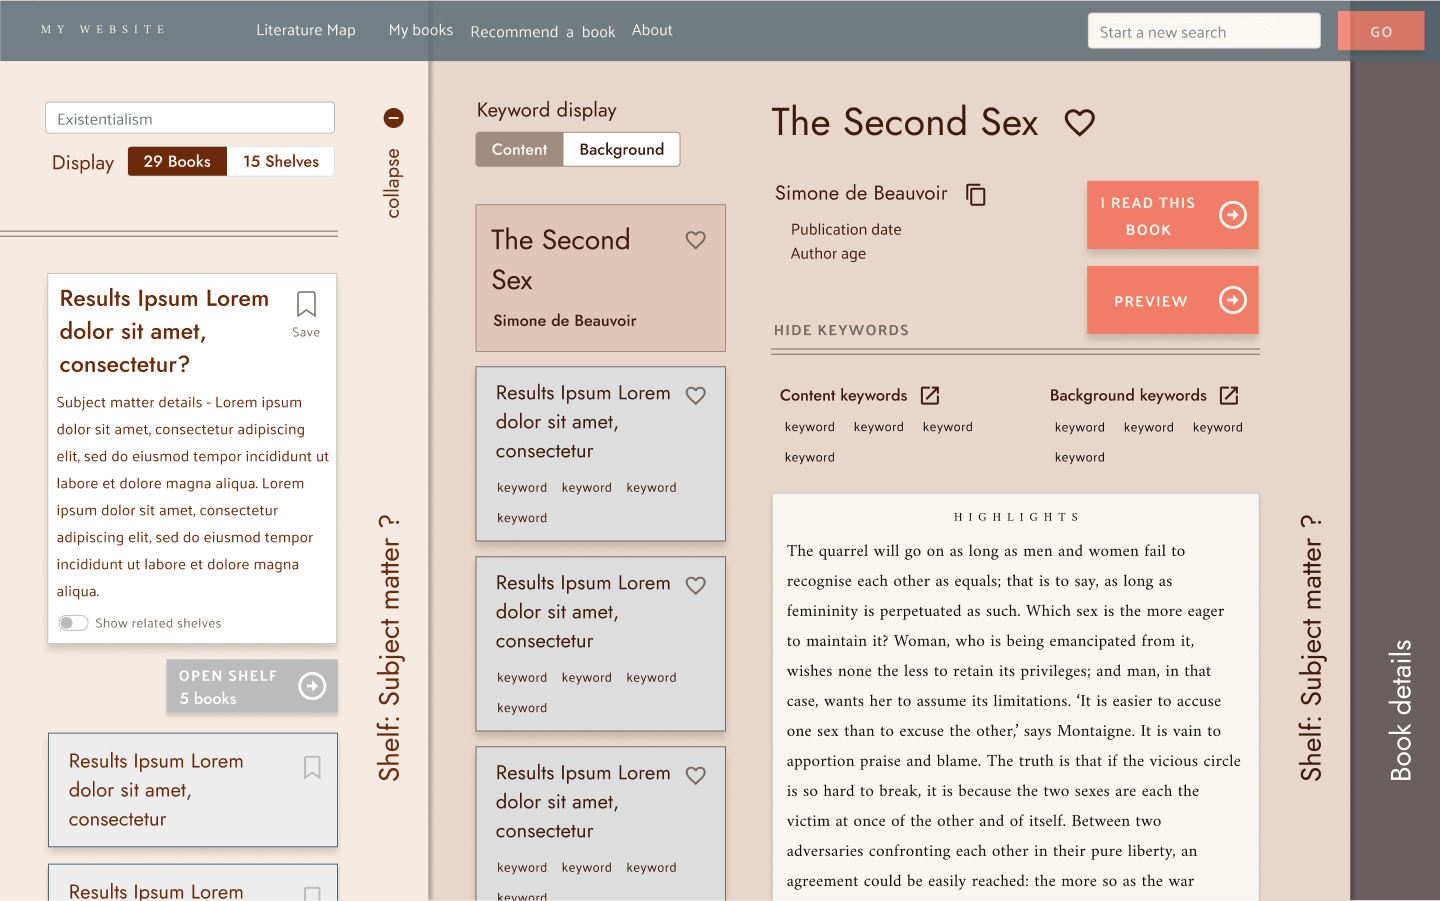 MY WEBSITE
Literature Map
My books
Recommend a book
About
Start a new search
GO
Existentialism
Display
29 Books
15 Shelves
collapse
Results Ipsum Lorem
dolor sit amet,
consectetur?
Save
Subject matter details - Lorem ipsum
dolor sit amet, consectetur adipiscing
elit, sed do eiusmod tempor incididunt ut
labore et dolore magna aliqua. Lorem
ipsum dolor sit amet, consectetur
adipiscing elit, sed do eiusmod tempor
incididunt ut labore et dolore magna
aliqua.
Show related shelves
OPEN SHELF
5 books
Results Ipsum Lorem
dolor sit amet,
consectetur
Results Ipsum Lorem
Shelf: Subject matter ?
Keyword display
Content
Background
The Second
Sex
Simone de Beauvoir
Results Ipsum Lorem
dolor sit amet,
consectetur
keyword keyword keyword
keyword
Results Ipsum Lorem
dolor sit amet,
consectetur
keyword keyword keyword
keyword
Results Ipsum Lorem
dolor sit amet,
consectetur
keyword keyword keyword
keyword
The Second Sex
Simone de Beauvoir
Publication date
Author age
I READ THIS
BOOK
PREVIEW
HIDE KEYWORDS
Content keywords
keyword keyword keyword
keyword
Background keywords
keyword keyword keyword
keyword
HIGHLIGHTS
The quarrel will go on as long as men and women fail to
recognise each other as equals; that is to say, as long as
femininity is perpetuated as such. Which sex is the more eager
to maintain it? Woman, who is being emancipated from it,
wishes none the less to retain its privileges; and man, in that
case, wants her to assume its limitations. ‘It is easier to accuse
one sex than to excuse the other,’ says Montaigne. It is vain to
apportion praise and blame. The truth is that if the vicious circle
is so hard to break, it is because the two sexes are each the
victim at once of the other and of itself. Between two
adversaries confronting each other in their pure liberty, an
agreement could be easily reached: the more so as the war
Shelf: Subject matter ?
Book details